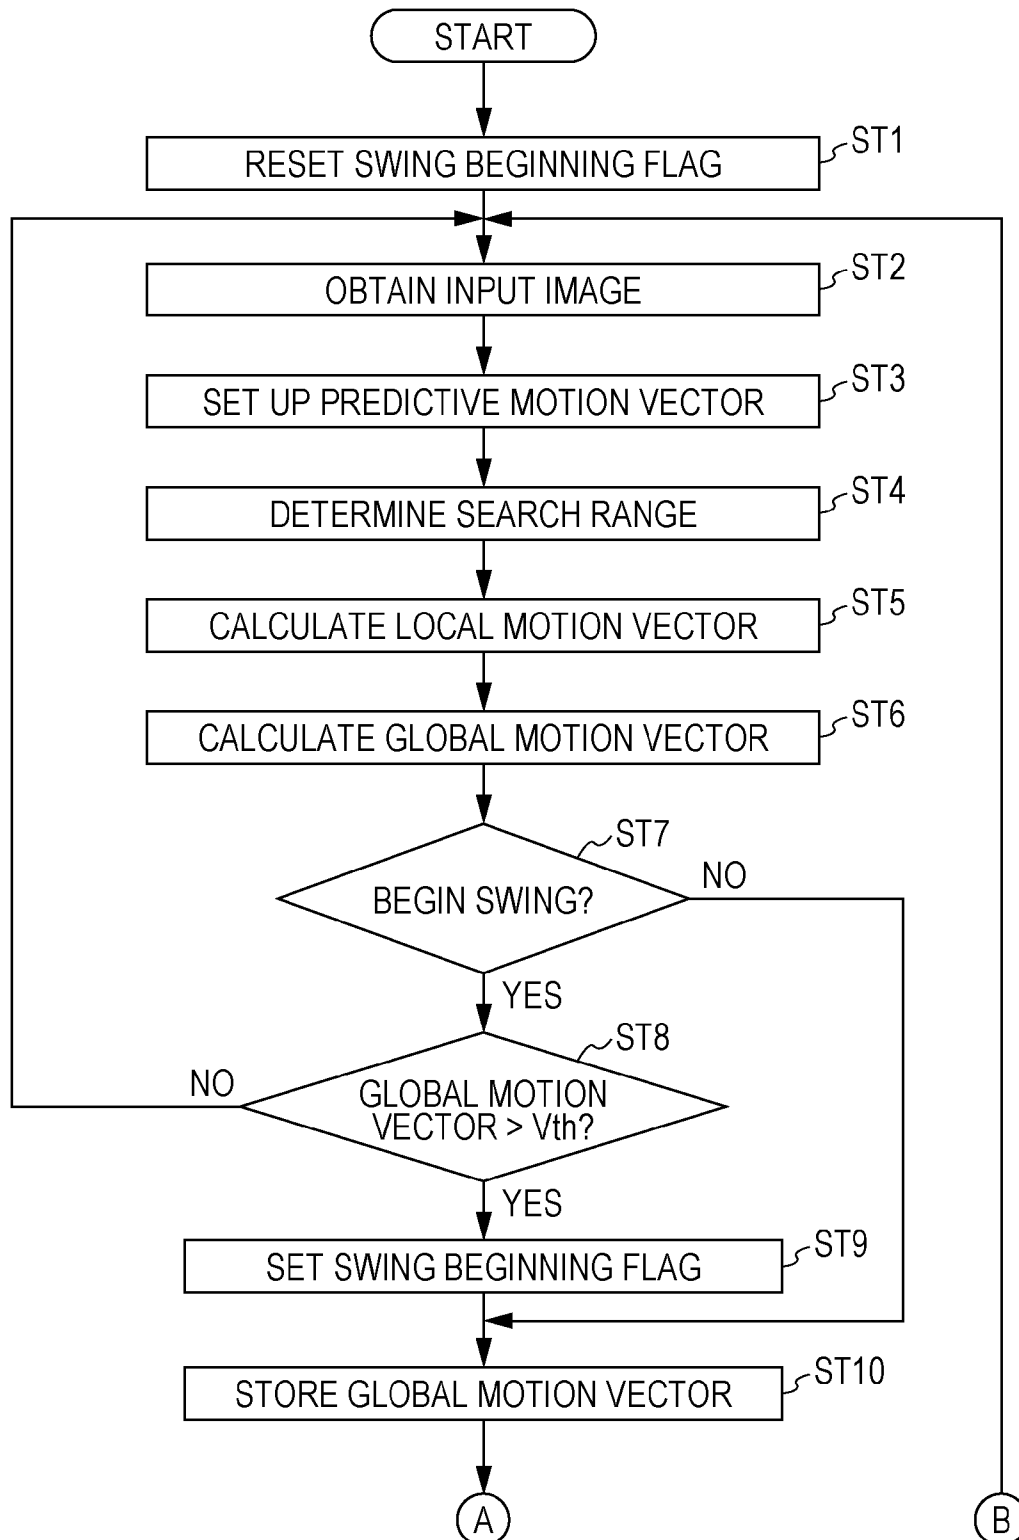 START
RESET SWING BEGINNING FLAG
ST1
OBTAIN INPUT IMAGE
ST2
SET UP PREDICTIVE MOTION VECTOR
ST3
DETERMINE SEARCH RANGE
ST4
CALCULATE LOCAL MOTION VECTOR
ST5
CALCULATE GLOBAL MOTION VECTOR
ST6
ST7
BEGIN SWING?
NO
YES
ST8
NO
GLOBAL MOTION
VECTOR > Vth?
YES
SET SWING BEGINNING FLAG
ST9
STORE GLOBAL MOTION VECTOR
ST10
A
B